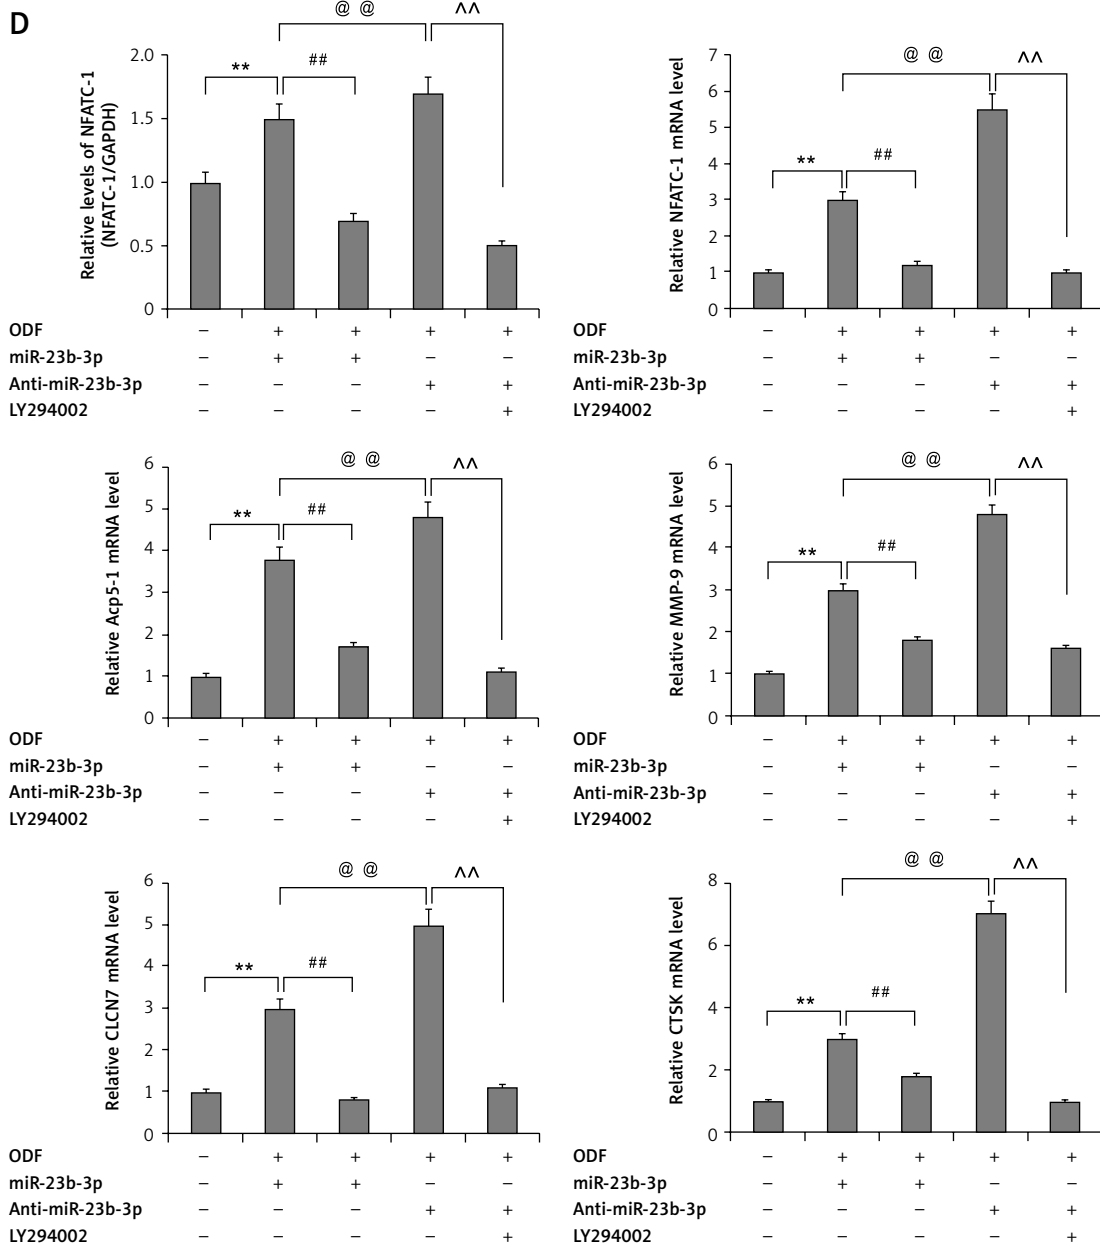 D
@ @ ^^
** ##
Relative levels of NFATC-1
(NFATC-1/GAPDH)
2.0
1.5
1.0
0.5
0
ODF – + + + +
miR-23b-3p – + + – –
Anti-miR-23b-3p – – – + +
LY294002 – – – – +
@ @ ^^
** ##
Relative NFATC-1 mRNA level
7
6
5
4
3
2
1
0
ODF – + + + +
miR-23b-3p – + + – –
Anti-miR-23b-3p – – – + +
LY294002 – – – – +
@ @ ^^
** ##
Relative Acp5-1 mRNA level
6
5
4
3
2
1
0
ODF – + + + +
miR-23b-3p – + + – –
Anti-miR-23b-3p – – – + +
LY294002 – – – – +
@ @ ^^
** ##
Relative MMP-9 mRNA level
6
5
4
3
2
1
0
ODF – + + + +
miR-23b-3p – + + – –
Anti-miR-23b-3p – – – + +
LY294002 – – – – +
@ @ ^^
** ##
Relative CLCN7 mRNA level
6
5
4
3
2
1
0
ODF – + + + +
miR-23b-3p – + + – –
Anti-miR-23b-3p – – – + +
LY294002 – – – – +
@ @ ^^
** ##
Relative CTSK mRNA level
8
6
4
2
0
ODF – + + + +
miR-23b-3p – + + – –
Anti-miR-23b-3p – – – + +
LY294002 – – – – +